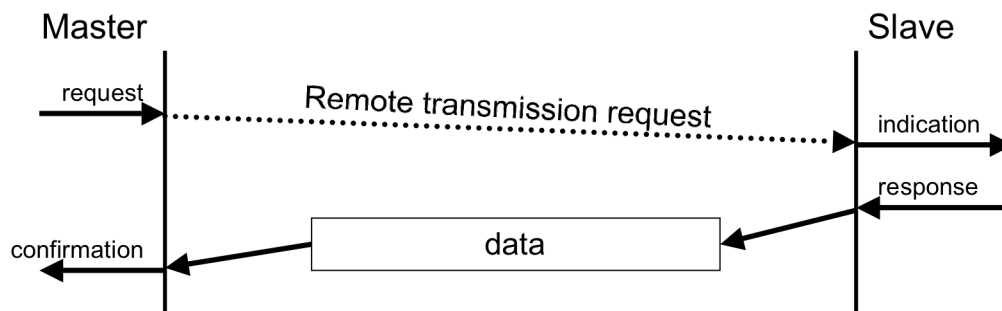 Master
Slave
request
Remote transmission request
indication
response
data
confirmation